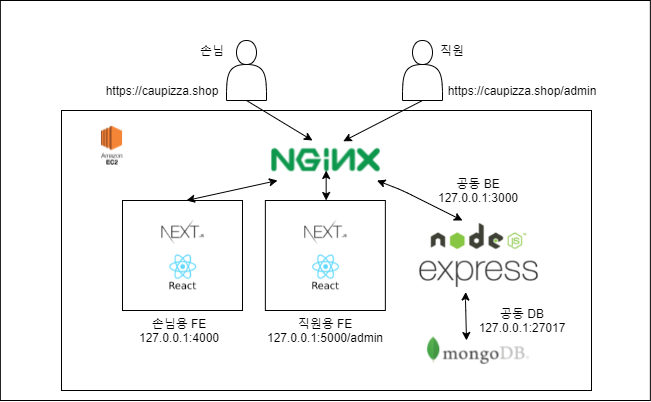 손님
직원
https://caupizza.shop
https://caupizza.shop/admin
Amazon
EC2
NGiNX
공동 BE
127.0.0.1:3000
NEXT.JS
React
NEXT.JS
React
node
JS
express
손님용 FE
127.0.0.1:4000
직원용 FE
127.0.0.1:5000/admin
공동 DB
127.0.0.1:27017
mongoDB